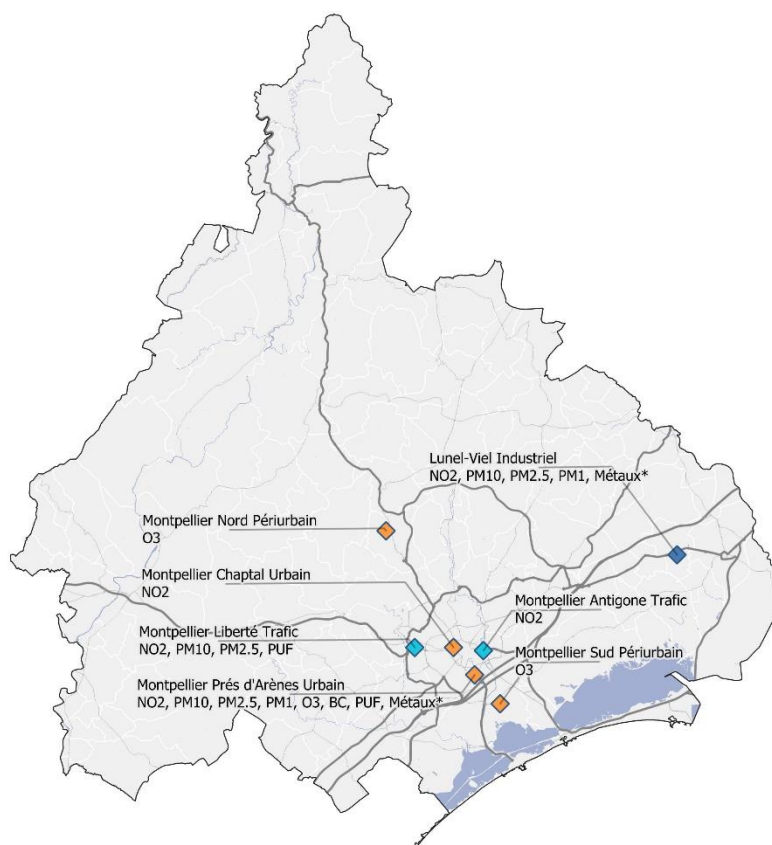 Lunel-Viel Industriel
NO2, PM10, PM2.5, PM1, Métaux*
Montpellier Nord Périurbain
O3
Montpellier Chaptal Urbain
NO2
Montpellier Antigone Trafic
NO2
Montpellier Liberté Trafic
NO2, PM10, PM2.5, PUF
Montpellier Sud Périurbain
O3
Montpellier Prés d'Arènes Urbain
NO2, PM10, PM2.5, PM1, O3, BC, PUF, Métaux*